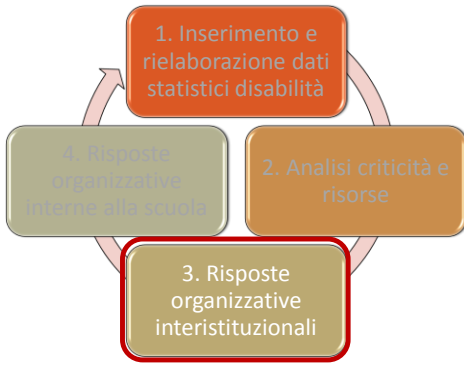 1. Inserimento e
rielaborazione dati
statistici disabilità
2. Analisi criticità e
risorse
3. Risposte
organizzative
interistituzionali
4. Risposte
organizzative
interne alla scuola